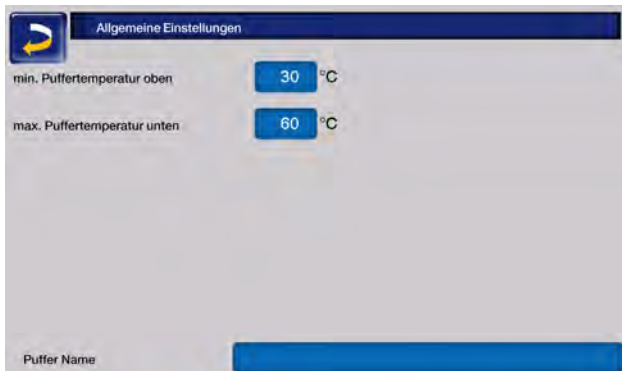 Allgemeine Einstellungen
min. Puffertemperatur oben 30 °C
max. Puffertemperatur unten 60 °C
Puffer Name